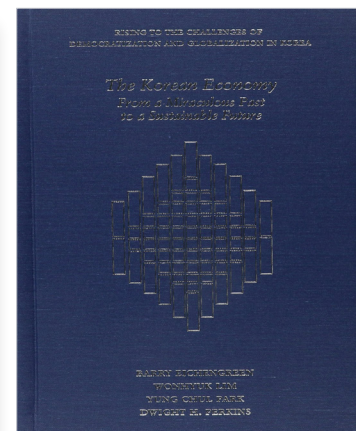 RISING TO THE CHALLENGES OF
DEMOCRATIZATION AND GLOBALIZATION IN KOREA
The Korean Economy
From a Miraculous Past
to a Sustainable Future
BARRY EICHENGREEN
WONHYUK LIM
YUNG CHUL PARK
DWIGHT H. PERKINS